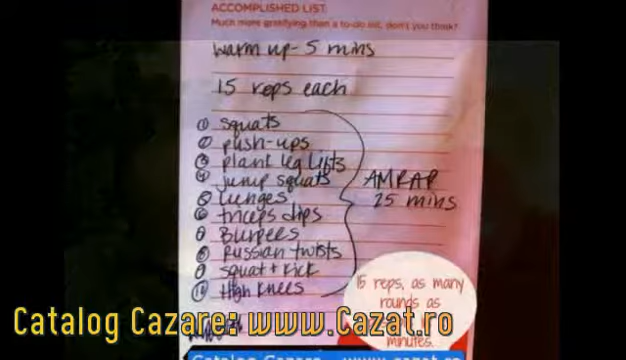 ACCOMPLISHED LIST
Much more gratifying than a to-do list, don't you think?
Warm up - 5 mins
15 reps each
① squats
② push-ups
③ plank leg lifts
④ jump squats
⑤ lunges
⑥ triceps dips
⑦ Burpees
⑧ Russian twists
⑨ squat + kick
⑩ High Knees
AMRAP
25 mins
15 reps, as many
rounds as
minutes.
Catalog Cazare: www.Cazat.ro
Catalog Cazare - www.cazat.ro